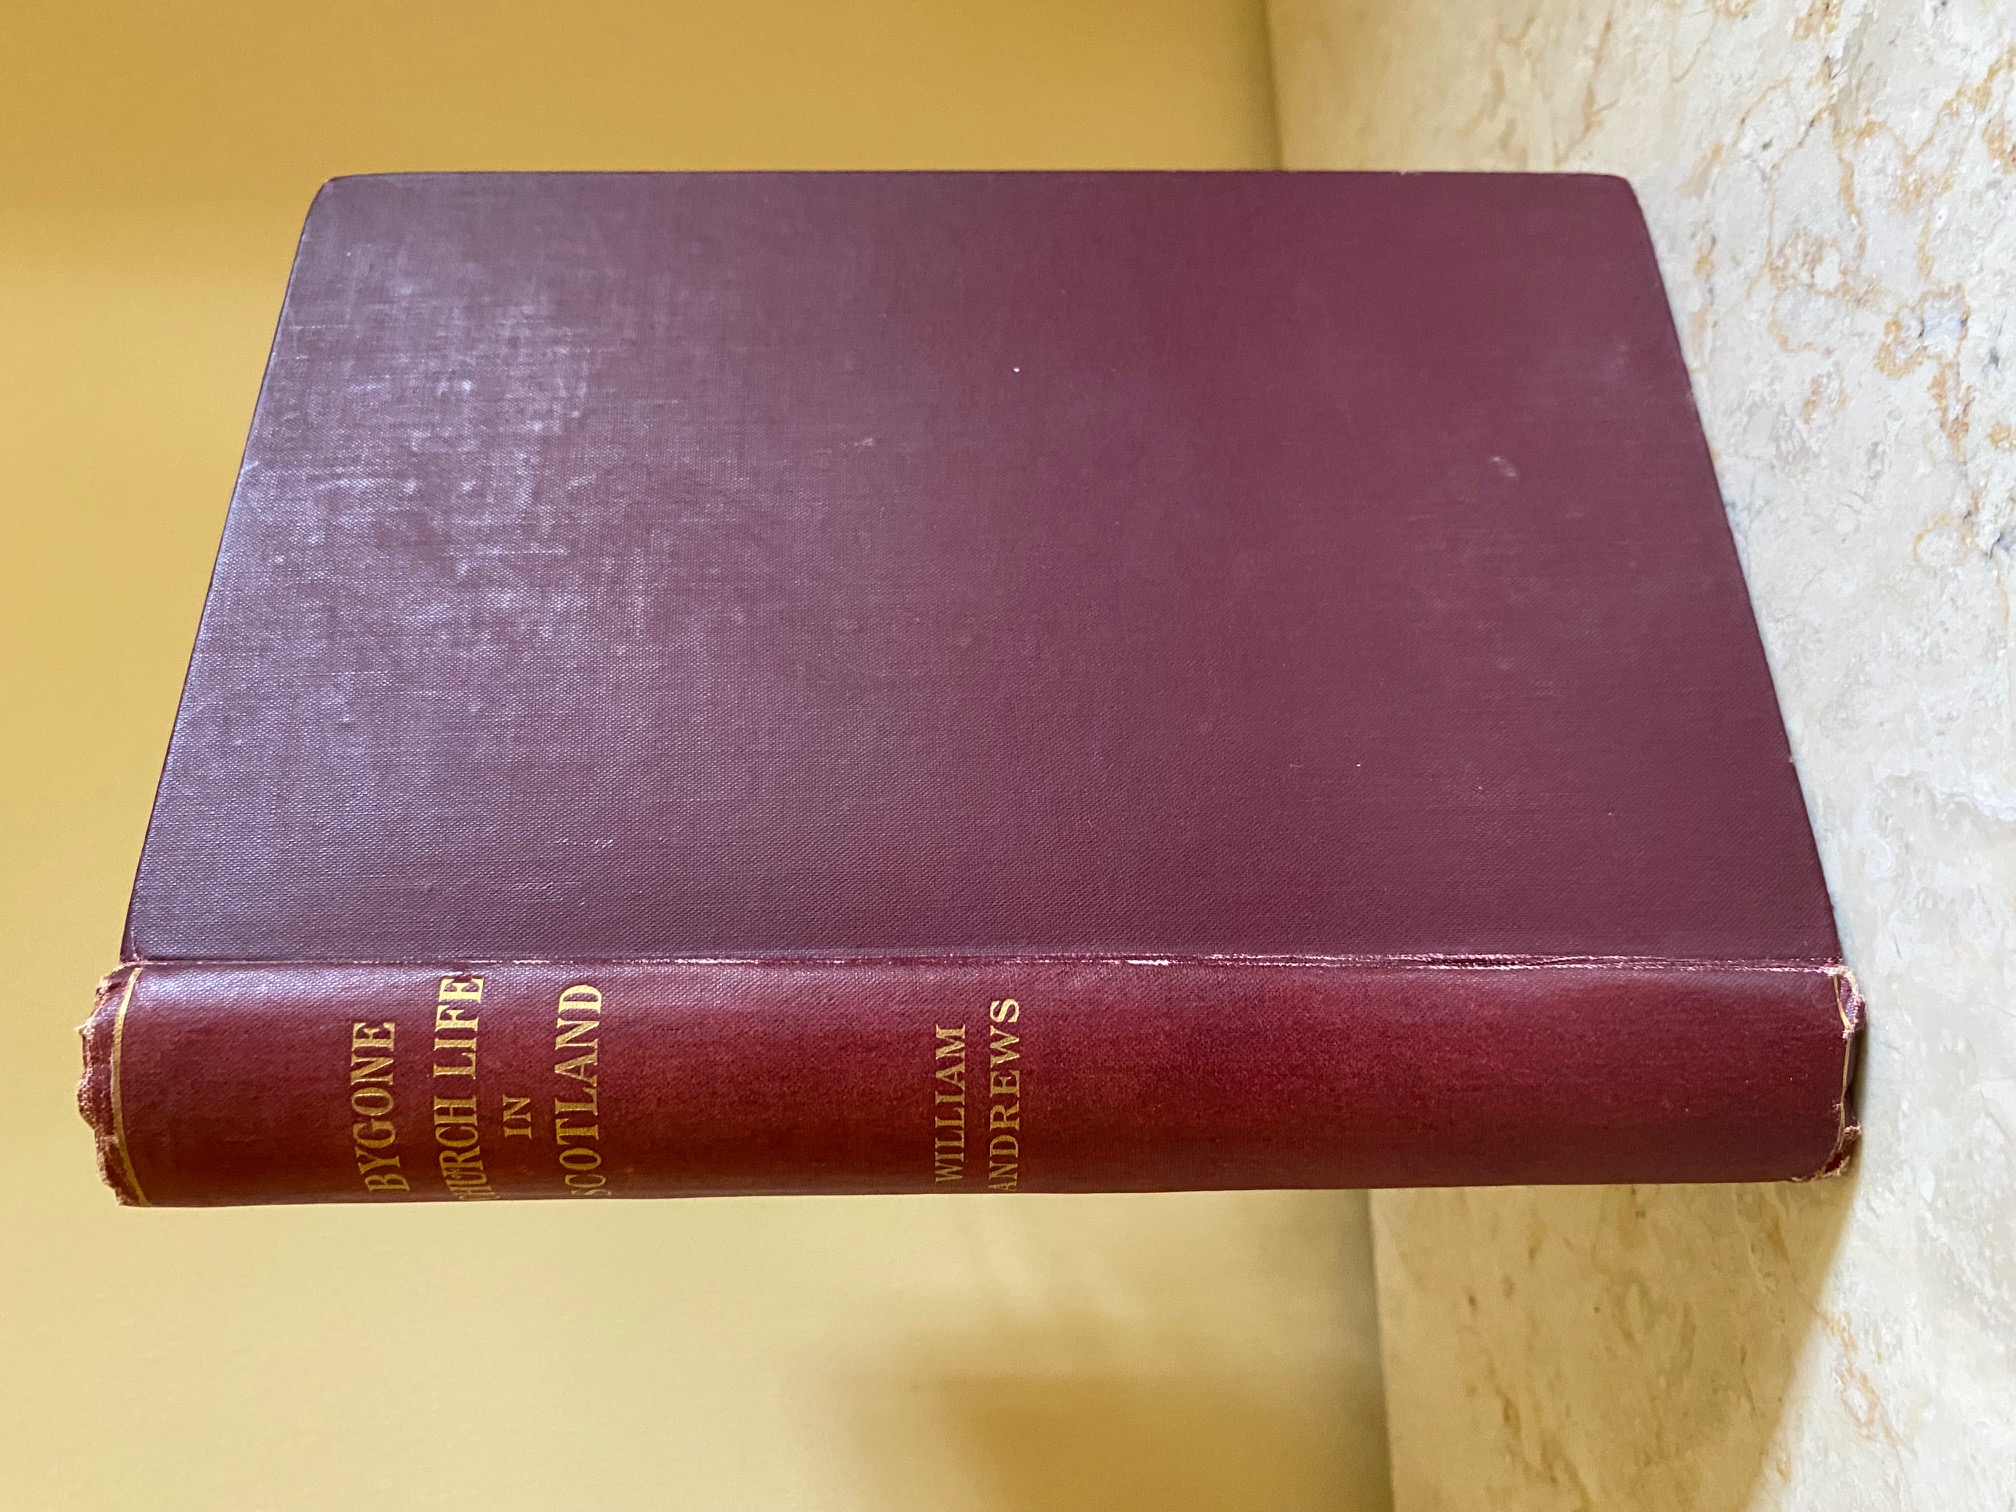 BYGONE
CHURCH LIFE
IN
SCOTLAND
WILLIAM
ANDREWS